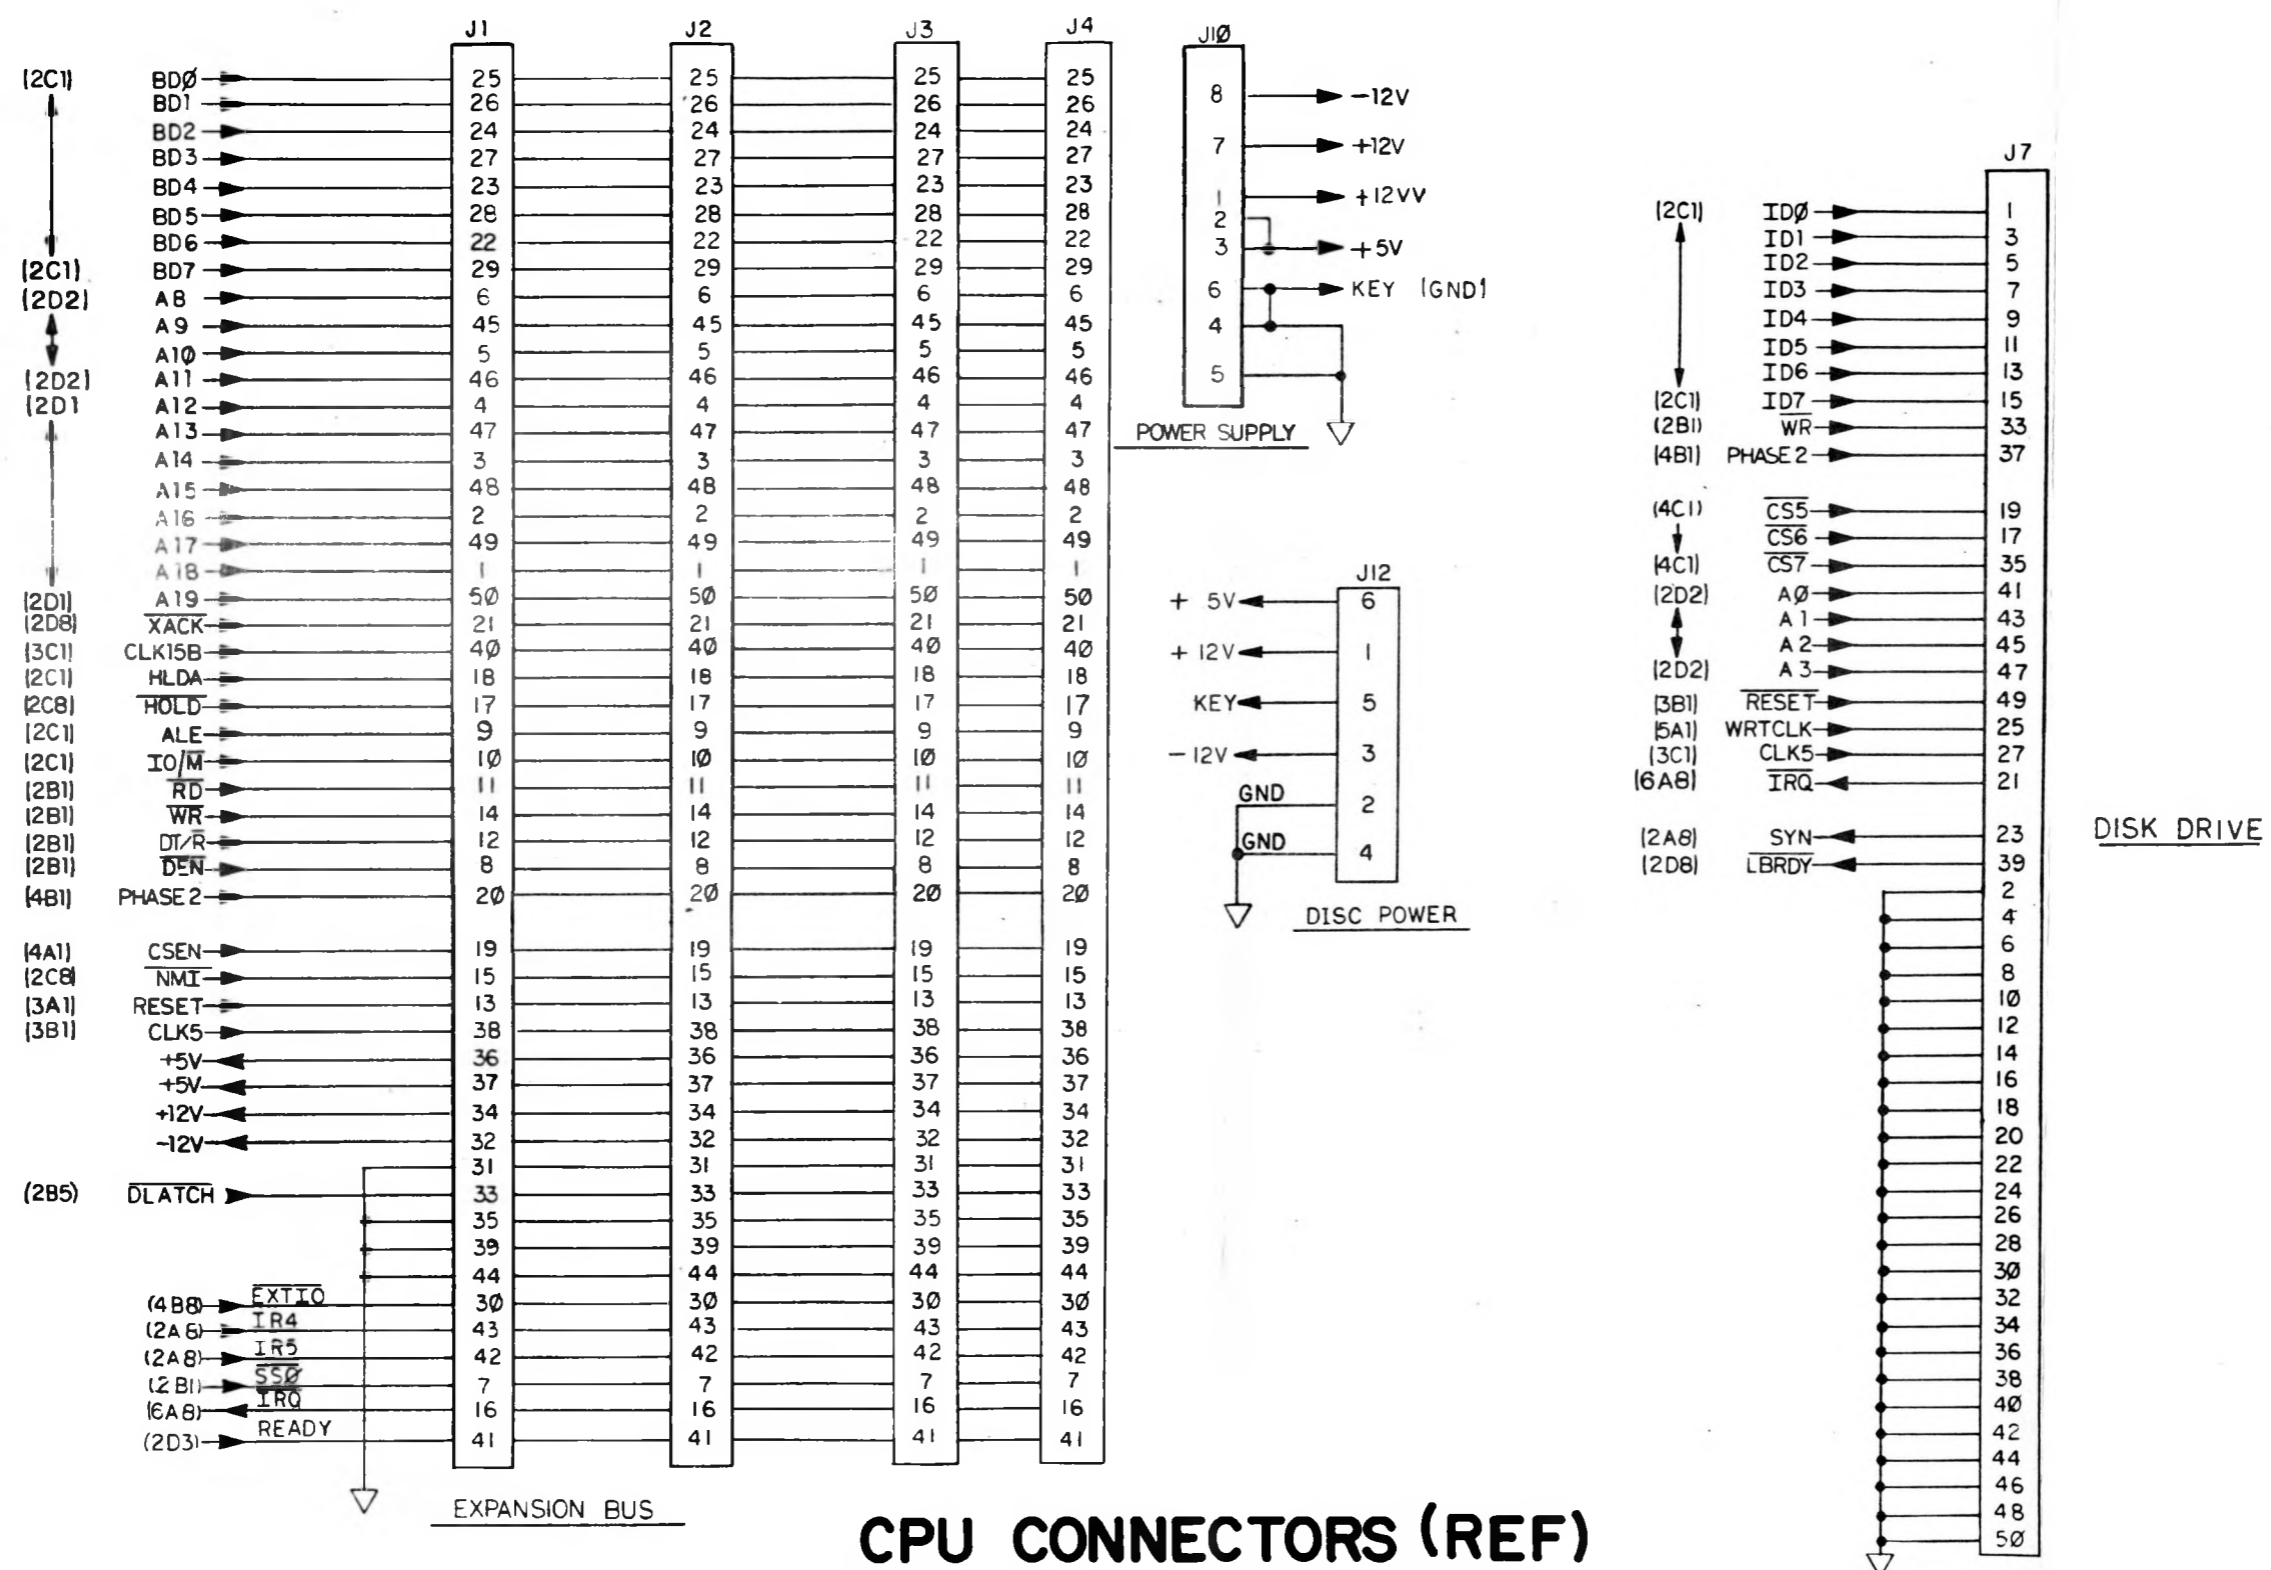 J1 J2 J3 J4
(2C1) BDØ 25 25 25 25
BD1 26 26 26 26
BD2 24 24 24 24
BD3 27 27 27 27
BD4 23 23 23 23
BD5 28 28 28 28
BD6 22 22 22 22
(2C1) BD7 29 29 29 29
(2D2) A8 6 6 6 6
A9 45 45 45 45
A1Ø 5 5 5 5
(2D2) A11 46 46 46 46
(2D1 A12 4 4 4 4
A13 47 47 47 47
A14 3 3 3 3
A15 48 48 48 48
A16 2 2 2 2
A17 49 49 49 49
A18 1 1 1 1
(2D1) A19 5Ø 5Ø 5Ø 50
(2D8) XACK 21 21 21 21
(3C1) CLK15B 4Ø 4Ø 4Ø 4Ø
(2C1) HLDA 18 18 18 18
(2C8) HOLD 17 17 17 17
(2C1) ALE 9 9 9 9
(2C1) IO/M 1Ø 1Ø 1Ø 1Ø
(2B1) RD 11 11 11 11
(2B1) WR 14 14 14 14
(2B1) DT/R 12 12 12 12
(2B1) DEN 8 8 8 8
(4B1) PHASE 2 2Ø 2Ø 2Ø 2Ø
(4A1) CSEN 19 19 19 19
(2C8) NMI 15 15 15 15
(3A1) RESET 13 13 13 13
(3B1) CLK5 38 38 38 38
+5V 36 36 36 36
+5V 37 37 37 37
+12V 34 34 34 34
-12V 32 32 32 32
31 31 31 31
(2B5) DLATCH 33 33 33 33
35 35 35 35
39 39 39 39
44 44 44 44
(4B8) EXTIO 3Ø 3Ø 3Ø 3Ø
(2A8) IR4 43 43 43 43
(2A8) IR5 42 42 42 42
(2B1) SSØ 7 7 7 7
(6A8) IRQ 16 16 16 16
(2D3) READY 41 41 41 41
EXPANSION BUS
J1Ø
8 -12V
7 +12V
1 +12VV
2
3 +5V
6 KEY (GND)
4
5
POWER SUPPLY
J12
+ 5V 6
+ 12V 1
KEY 5
- 12V 3
GND 2
GND 4
DISC POWER
J7
(2C1) IDØ 1
ID1 3
ID2 5
ID3 7
ID4 9
ID5 11
ID6 13
(2C1) ID7 15
(2B1) WR 33
(4B1) PHASE 2 37
(4C1) CS5 19
CS6 17
(4C1) CS7 35
(2D2) AØ 41
A1 43
A2 45
(2D2) A3 47
(3B1) RESET 49
(5A1) WRTCLK 25
(3C1) CLK5 27
(6A8) IRQ 21
(2A8) SYN 23
(2D8) LBRDY 39
2
4
6
8
1Ø
12
14
16
18
20
22
24
26
28
3Ø
32
34
36
38
4Ø
42
44
46
48
5Ø
DISK DRIVE
CPU CONNECTORS (REF)